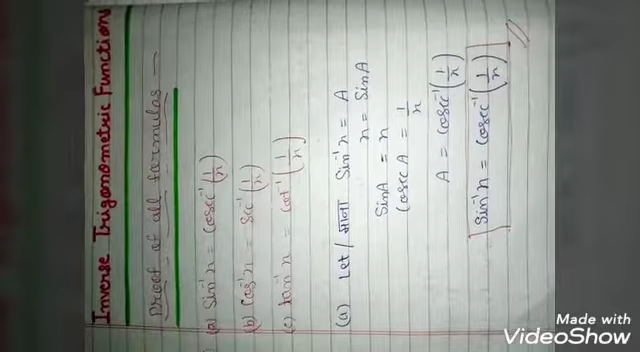 Inverse Trigonometric Functions
Proof of all formulas —
(a) Sin⁻¹x = cosec⁻¹(1/x)
(b) Cos⁻¹x = sec⁻¹(1/x)
(c) tan⁻¹x = cot⁻¹(1/x)
(a) Let/माना Sin⁻¹x = A
x = SinA
SinA = x
CosecA = 1/x
A = cosec⁻¹(1/x)
Sin⁻¹x = cosec⁻¹(1/x)
Made with
VideoShow